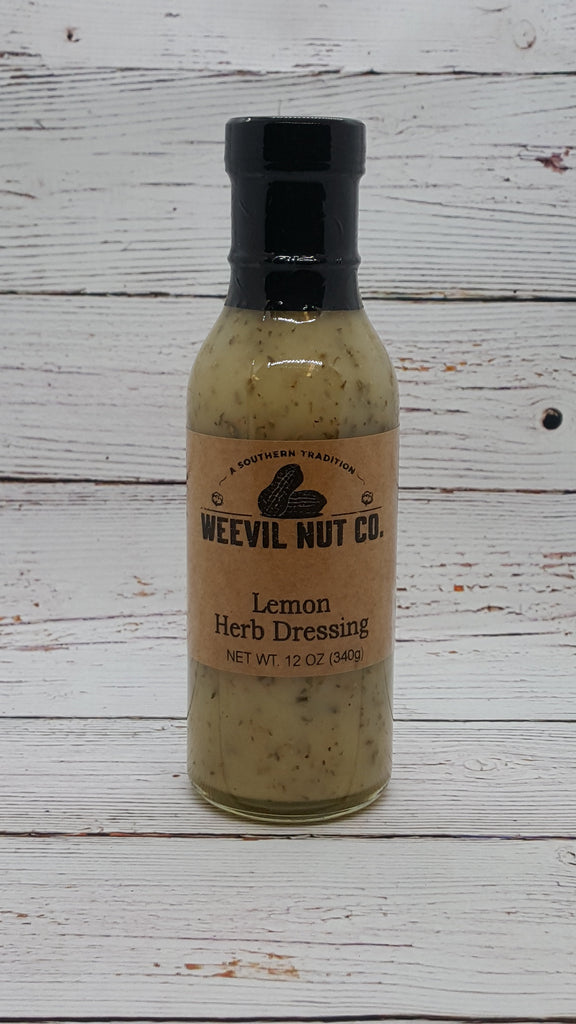 A SOUTHERN TRADITION
WEEVIL NUT CO.
Lemon
Herb Dressing
NET WT. 12 OZ (340g)